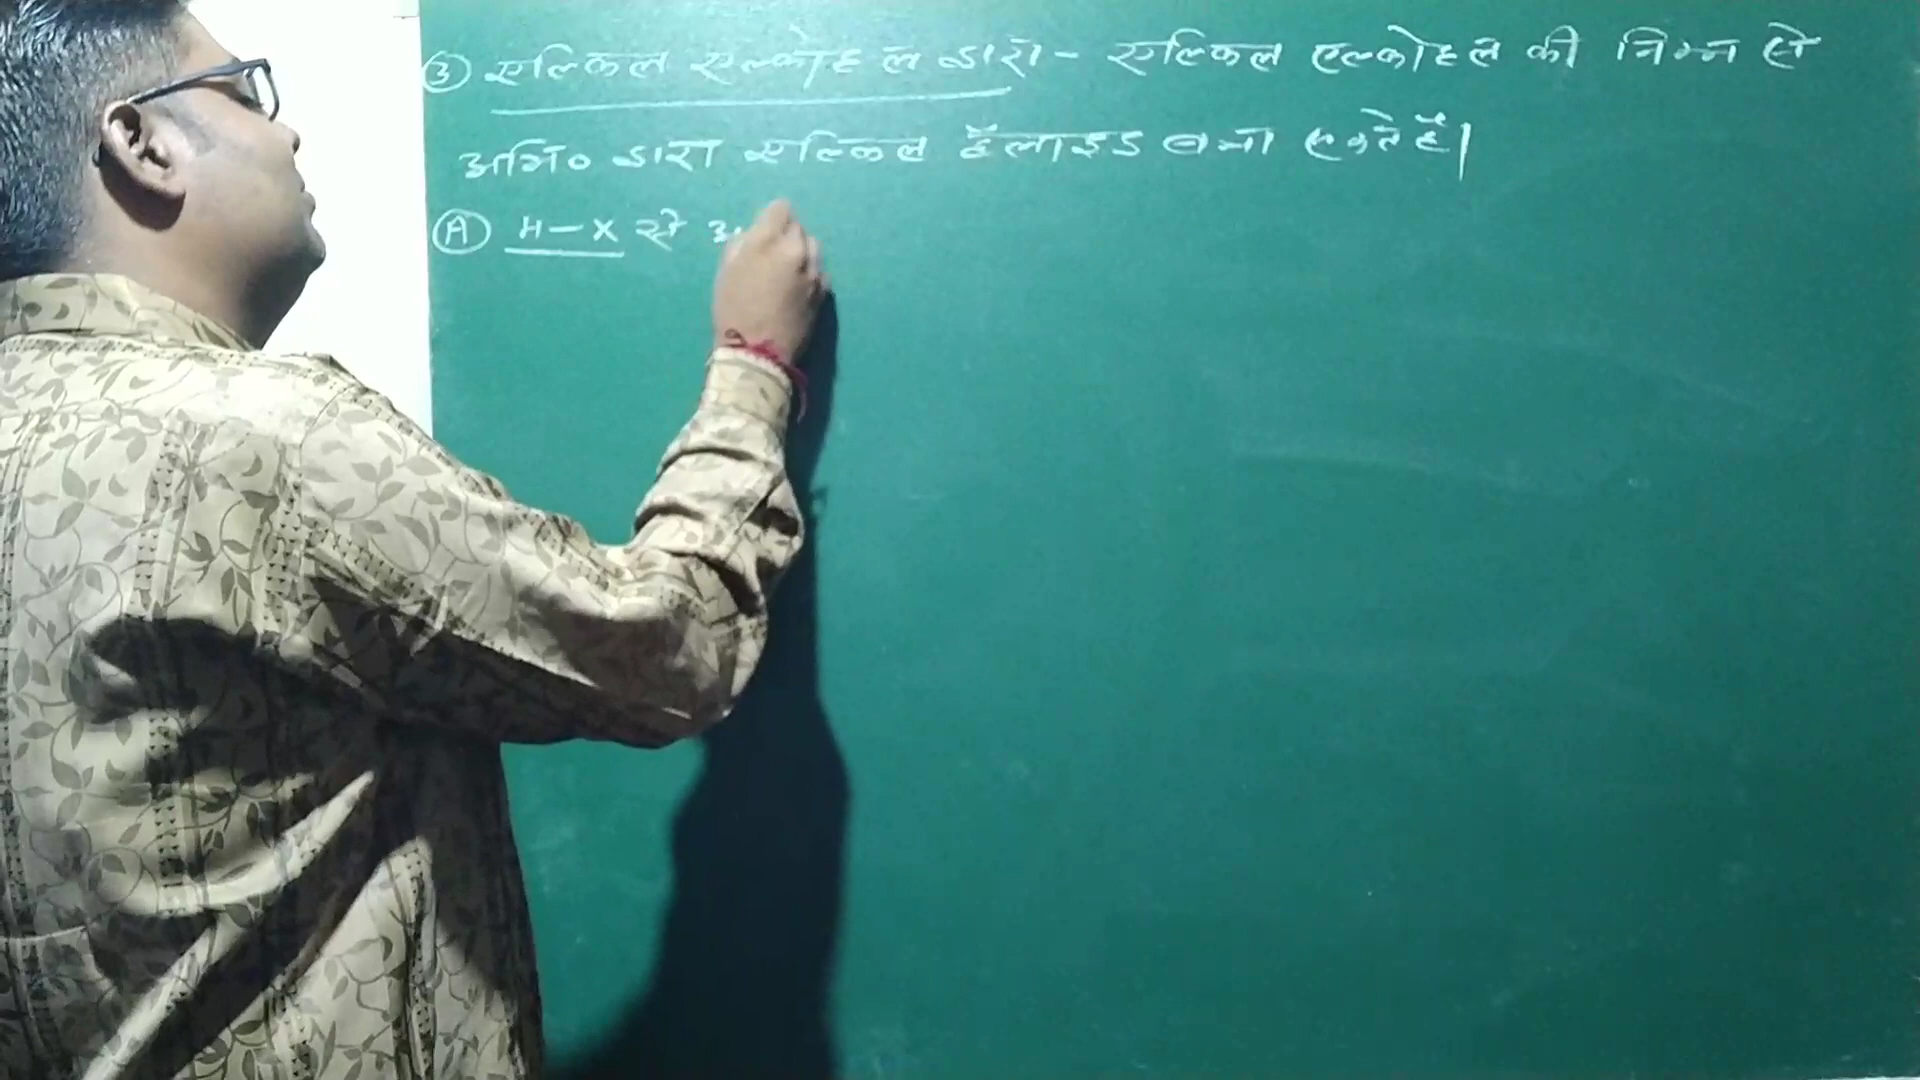 ③ एल्किल एल्कोहल द्वारा - एल्किल एल्कोहल की निम्न से
अभि० द्वारा एल्किल हैलाइड बना सकते हैं।
Ⓐ H-X से अ